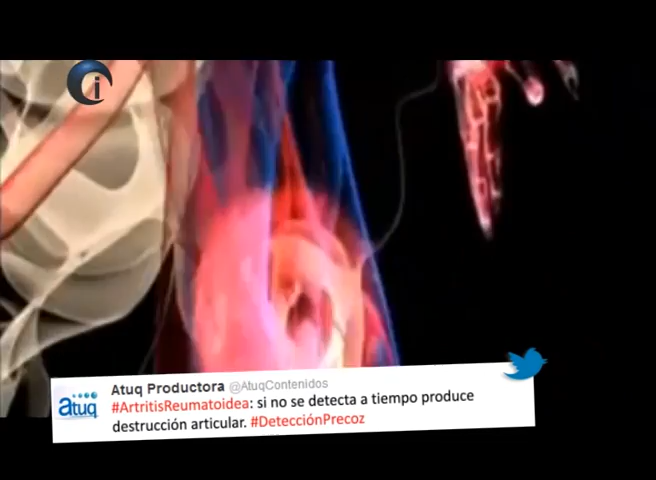 i
Atuq Productora @AtuqContenidos
#ArtritisReumatoidea: si no se detecta a tiempo produce
destrucción articular. #DetecciónPrecoz
atuq